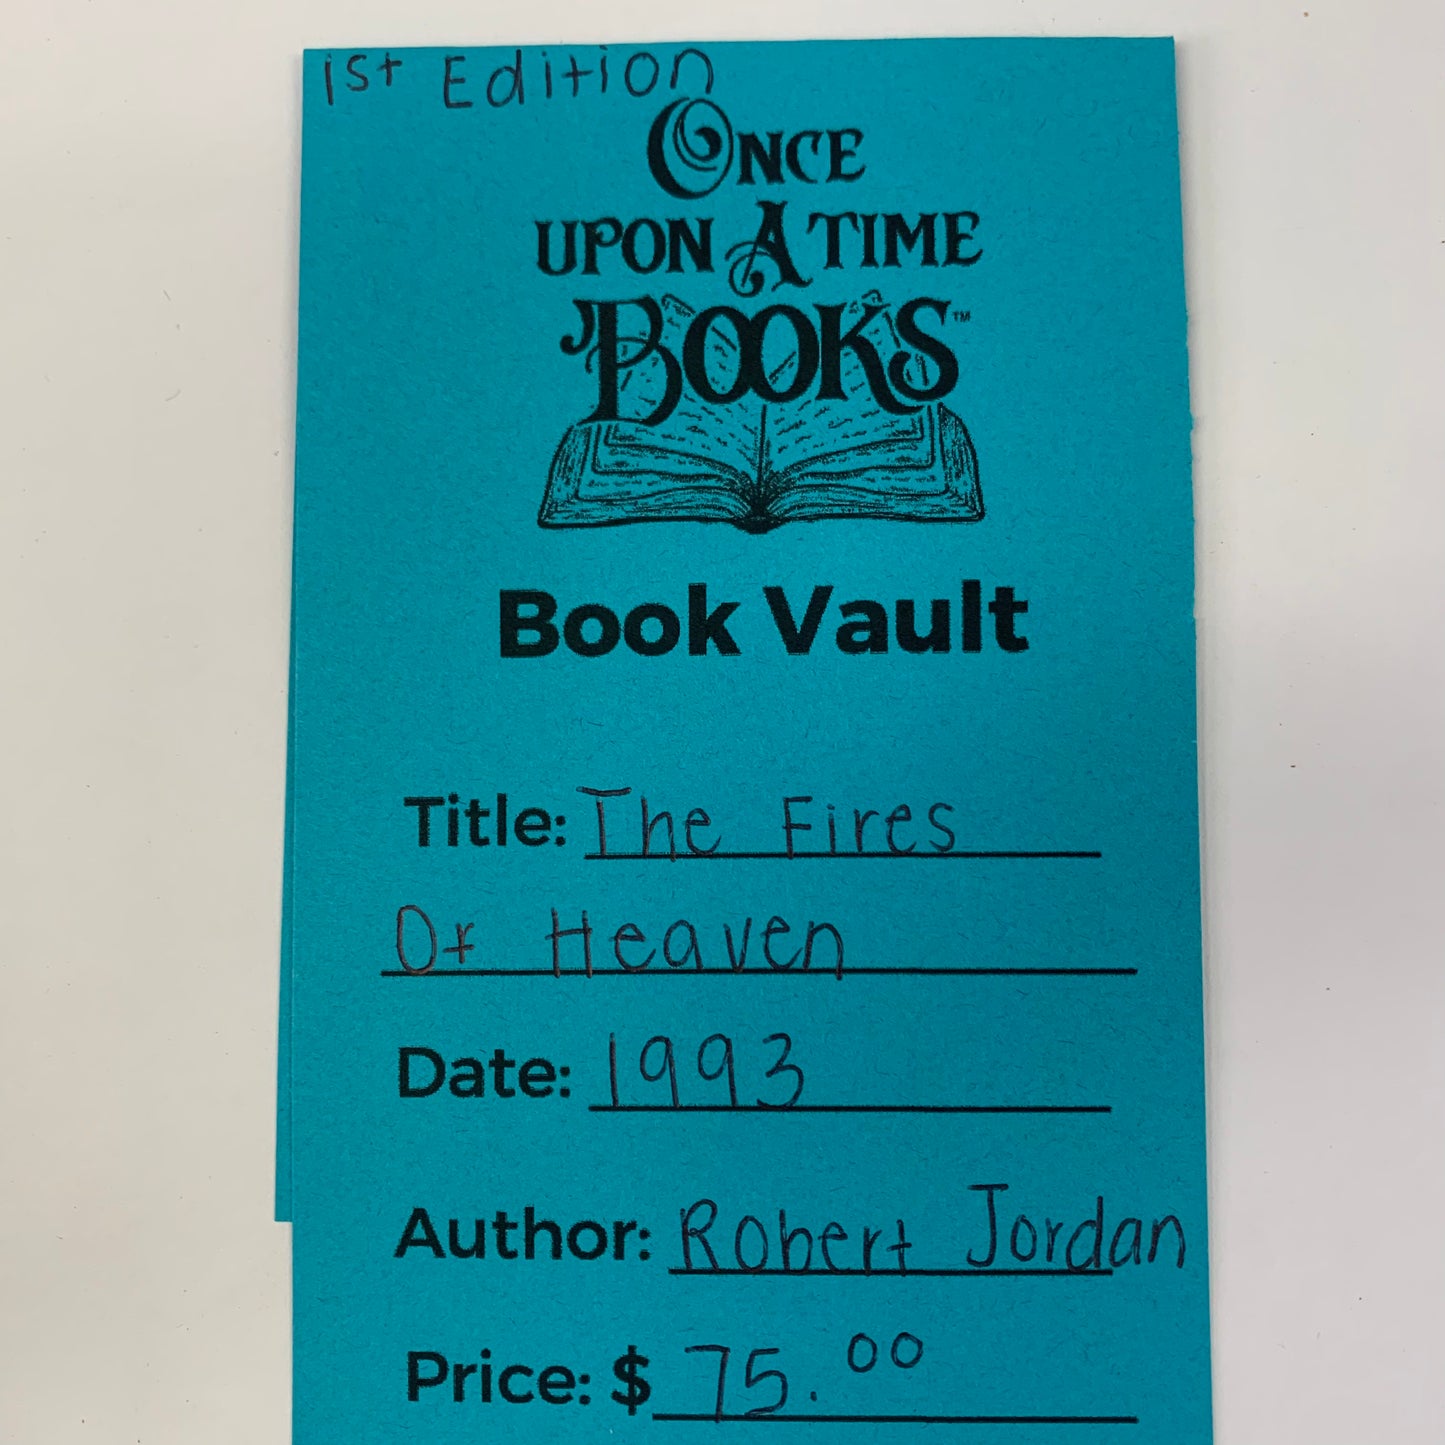 1st Edition
ONCE
UPON A TIME
BOOKS™
Book Vault
Title: The Fires
Of Heaven
Date: 1993
Author: Robert Jordan
Price: $ 75.00